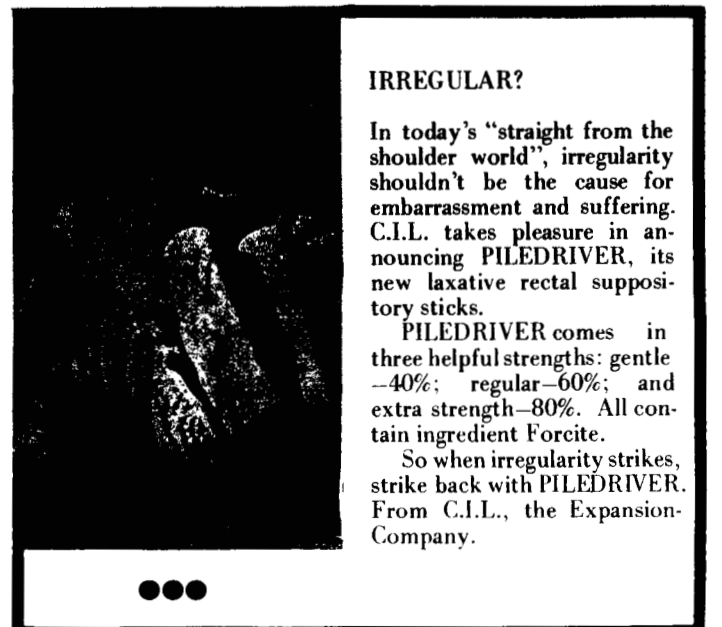 IRREGULAR?
In today's “straight from the
shoulder world”, irregularity
shouldn't be the cause for
embarrassment and suffering.
C.I.L. takes pleasure in an-
nouncing PILEDRIVER, its
new laxative rectal supposi-
tory sticks.
PILEDRIVER comes in
three helpful strengths: gentle
—40%; regular—60%; and
extra strength—80%. All con-
tain ingredient Forcite.
So when irregularity strikes,
strike back with PILEDRIVER.
From C.I.L., the Expansion-
Company.